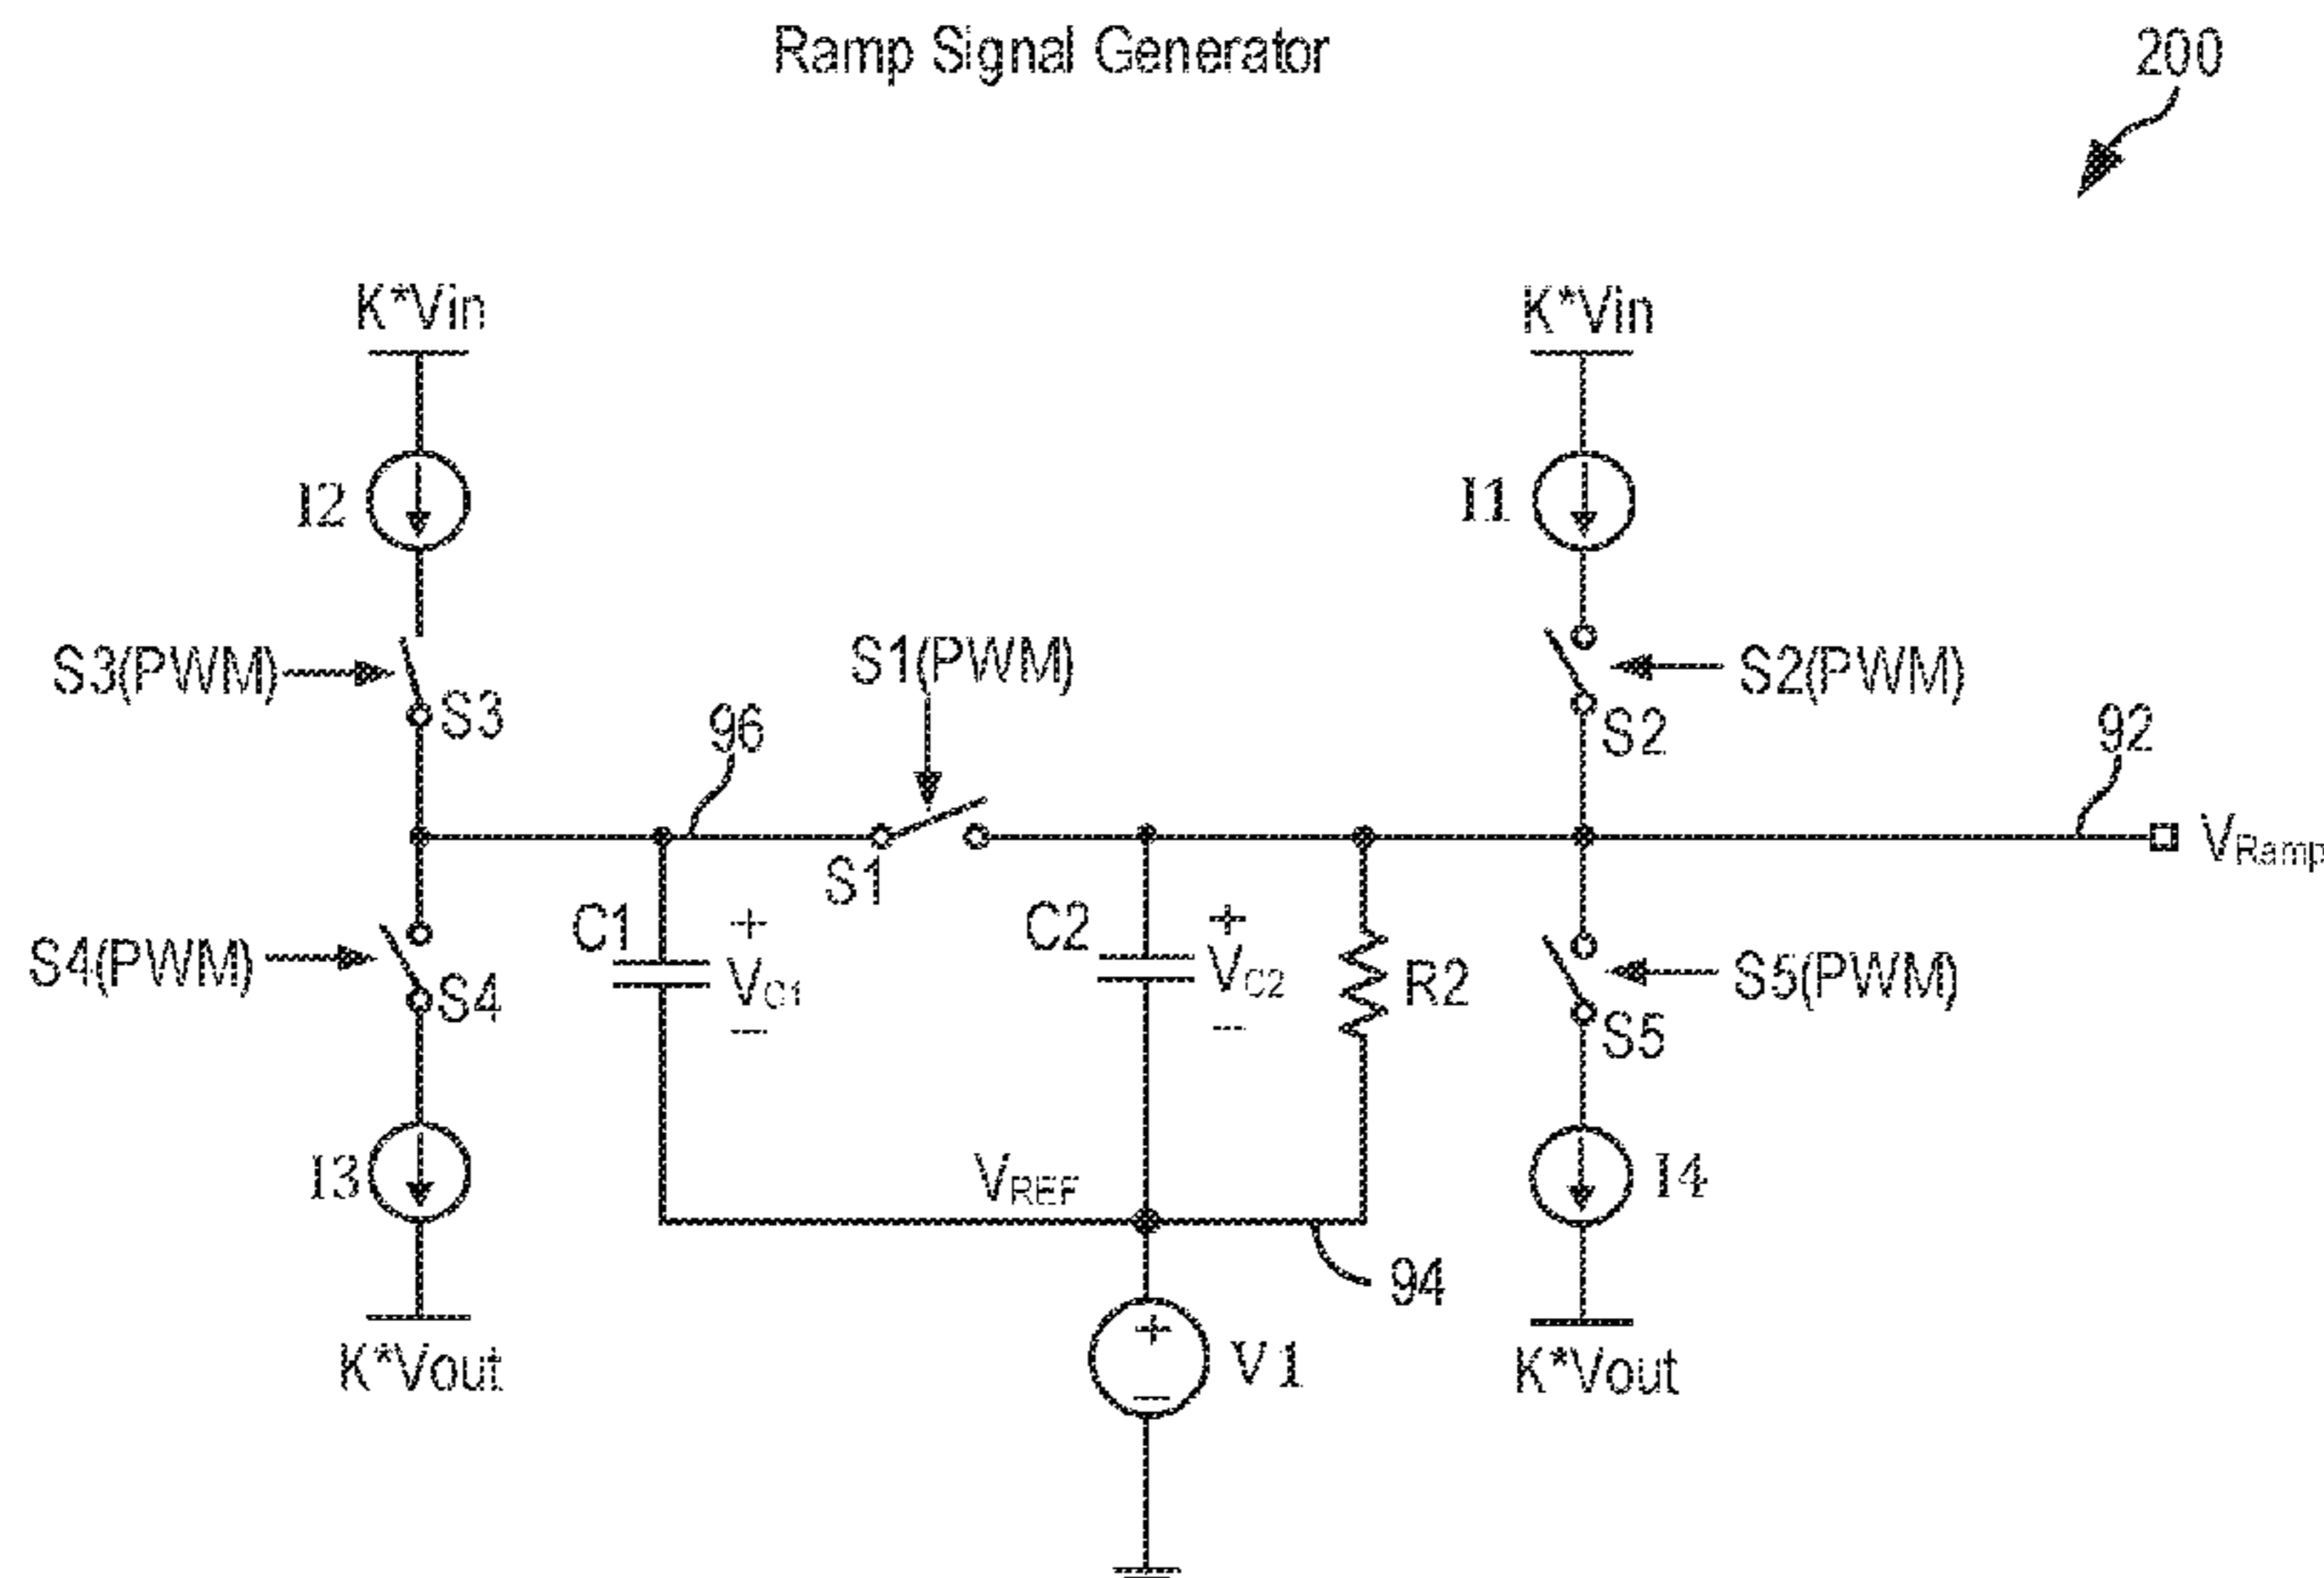 Ramp Signal Generator
200
K*Vin
K*Vin
I2
I1
S3(PWM)
S1(PWM)
S2(PWM)
S3
96
S2
92
S1
VRamp
C1
+
VC1
–
C2
+
VC2
–
R2
S4(PWM)
S4
S5(PWM)
S5
I3
VREF
I4
94
K*Vout
+
–
V1
K*Vout